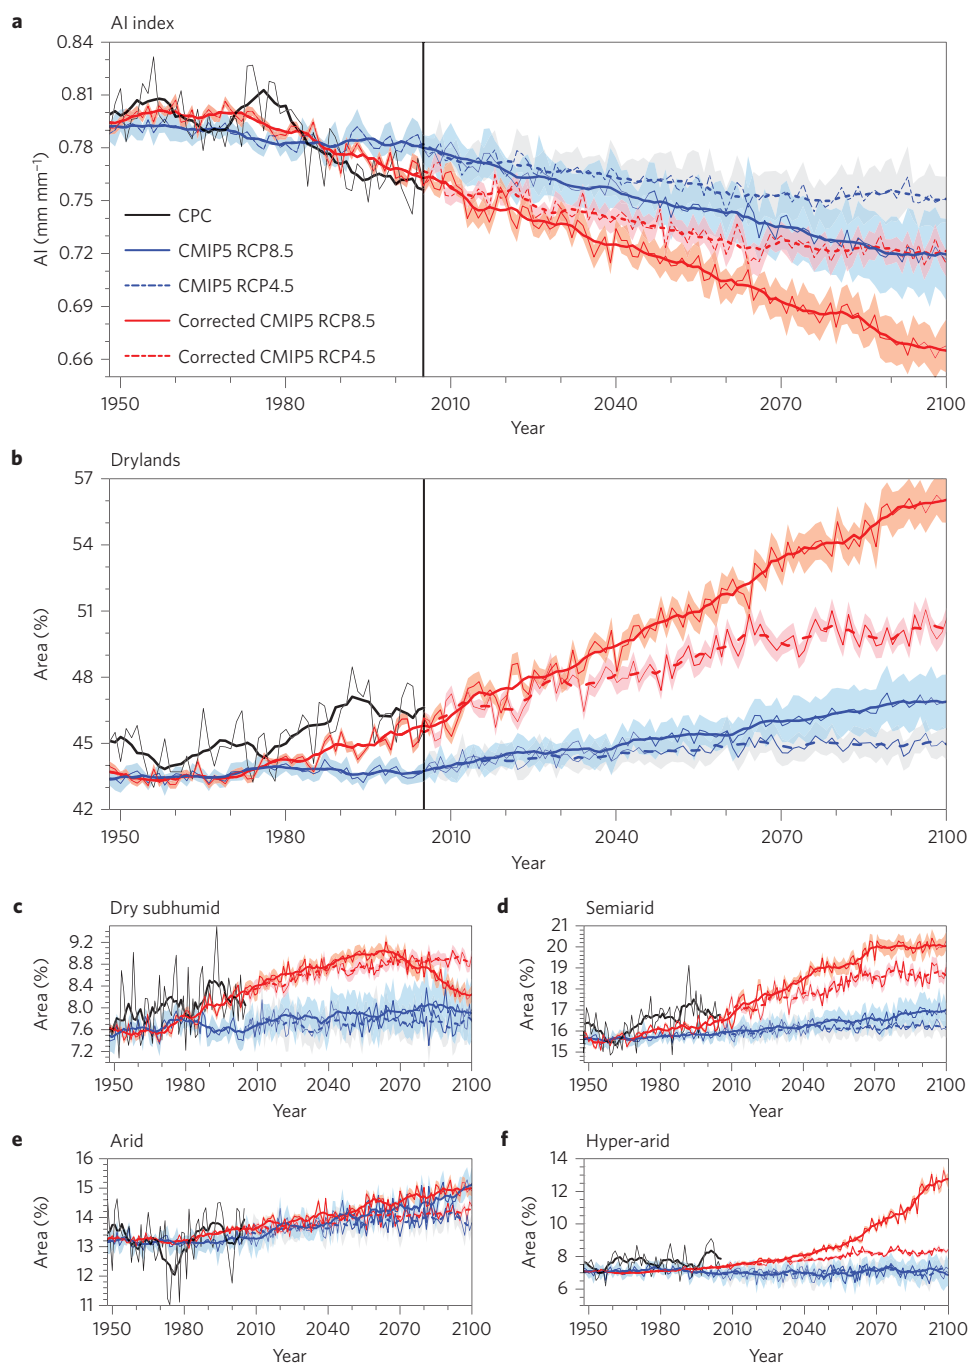 a AI index
0.84
0.81
0.78
0.75
0.72
0.69
0.66
AI (mm mm⁻¹)
CPC
CMIP5 RCP8.5
CMIP5 RCP4.5
Corrected CMIP5 RCP8.5
Corrected CMIP5 RCP4.5
1950 1980 2010 2040 2070 2100
Year
b Drylands
57
54
51
48
45
42
Area (%)
1950 1980 2010 2040 2070 2100
Year
c Dry subhumid
9.2
8.8
8.4
8.0
7.6
7.2
Area (%)
1950 1980 2010 2040 2070 2100
Year
d Semiarid
21
20
19
18
17
16
15
Area (%)
1950 1980 2010 2040 2070 2100
Year
e Arid
16
15
14
13
12
11
Area (%)
1950 1980 2010 2040 2070 2100
Year
f Hyper-arid
14
12
10
8
6
Area (%)
1950 1980 2010 2040 2070 2100
Year